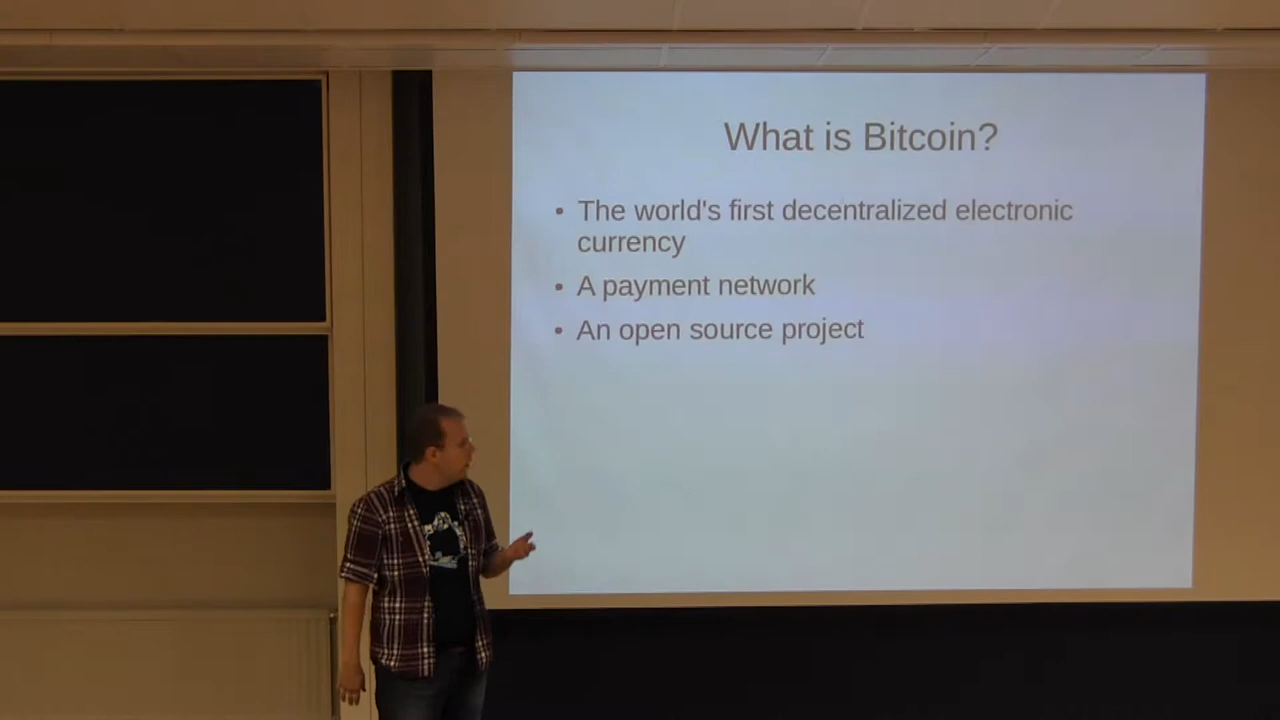 What is Bitcoin?
• The world's first decentralized electronic
currency
• A payment network
• An open source project